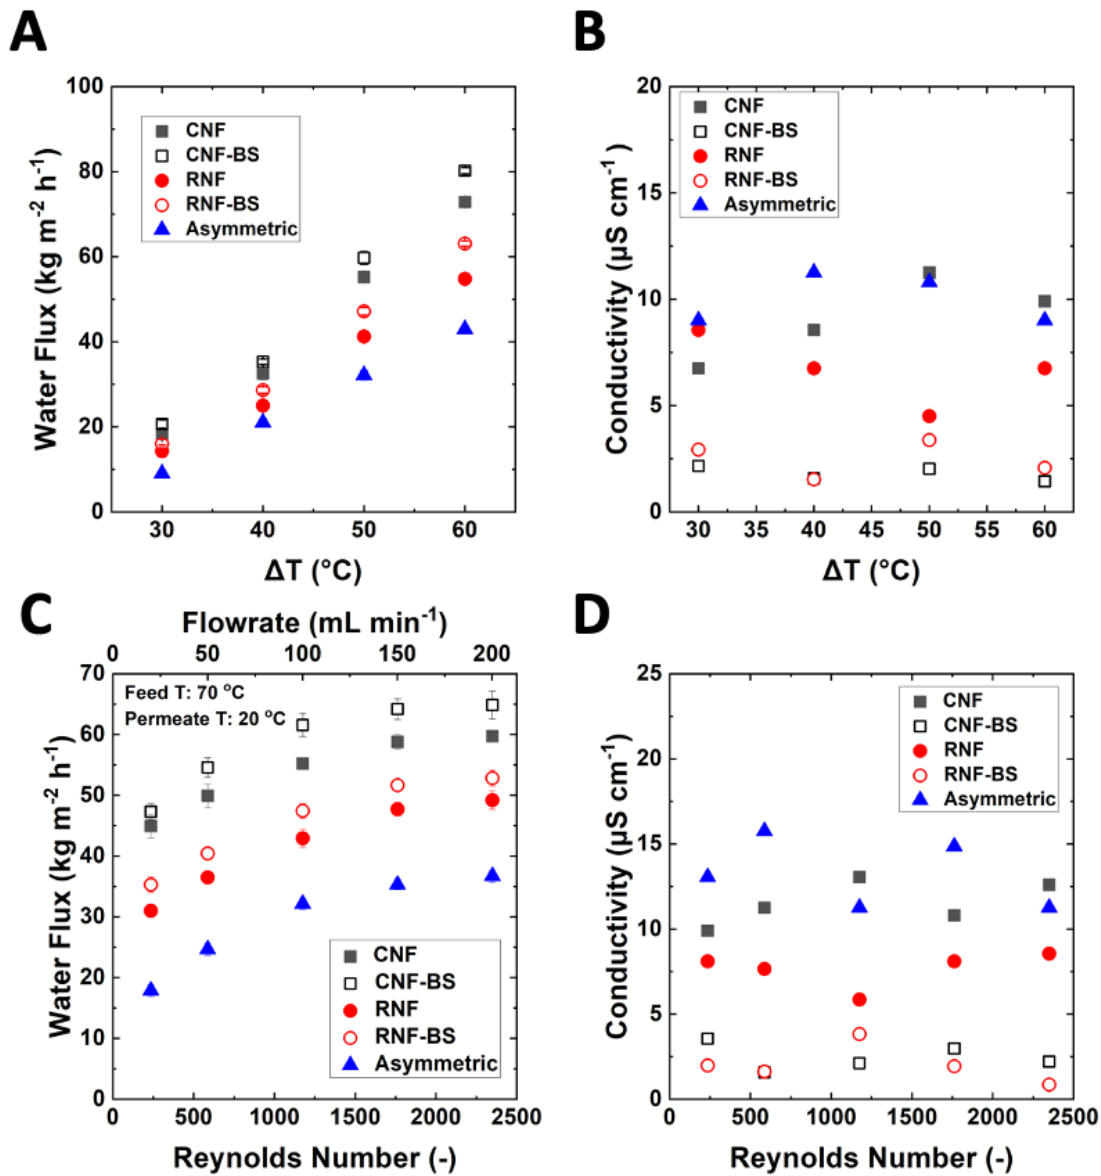 A
100
80
60
40
20
0
Water Flux (kg m-2 h-1)
CNF
CNF-BS
RNF
RNF-BS
Asymmetric
30 40 50 60
ΔT (°C)
B
20
15
10
5
0
Conductivity (µS cm-1)
CNF
CNF-BS
RNF
RNF-BS
Asymmetric
30 35 40 45 50 55 60
ΔT (°C)
C
Flowrate (mL min-1)
0 50 100 150 200
70
60
50
40
30
20
10
0
Water Flux (kg m-2 h-1)
Feed T: 70 oC
Permeate T: 20 oC
CNF
CNF-BS
RNF
RNF-BS
Asymmetric
0 500 1000 1500 2000 2500
Reynolds Number (-)
D
25
20
15
10
5
0
Conductivity (µS cm-1)
CNF
CNF-BS
RNF
RNF-BS
Asymmetric
0 500 1000 1500 2000 2500
Reynolds Number (-)